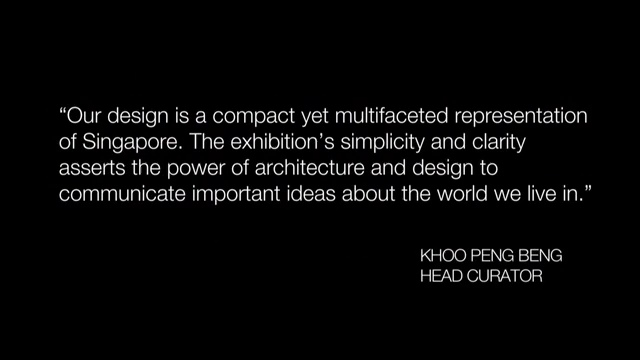 “Our design is a compact yet multifaceted representation
of Singapore. The exhibition’s simplicity and clarity
asserts the power of architecture and design to
communicate important ideas about the world we live in.”
KHOO PENG BENG
HEAD CURATOR